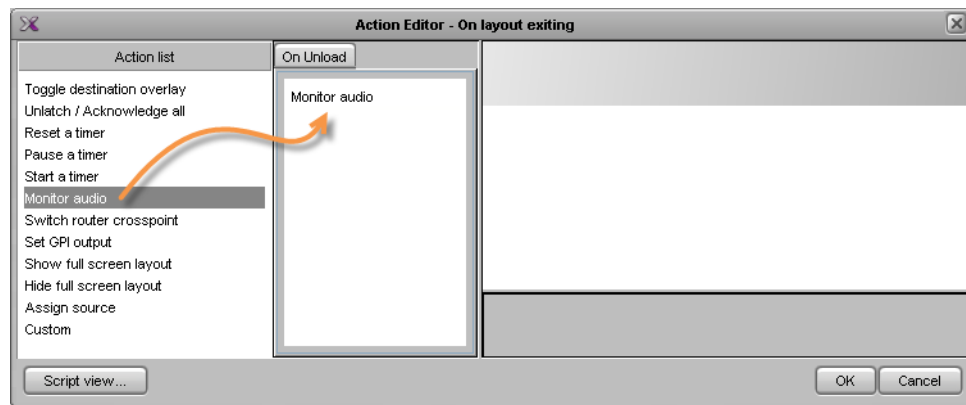 Action Editor - On layout exiting
Action list
On Unload
Toggle destination overlay
Unlatch / Acknowledge all
Reset a timer
Pause a timer
Start a timer
Monitor audio
Switch router crosspoint
Set GPI output
Show full screen layout
Hide full screen layout
Assign source
Custom
Monitor audio
Script view...
OK
Cancel